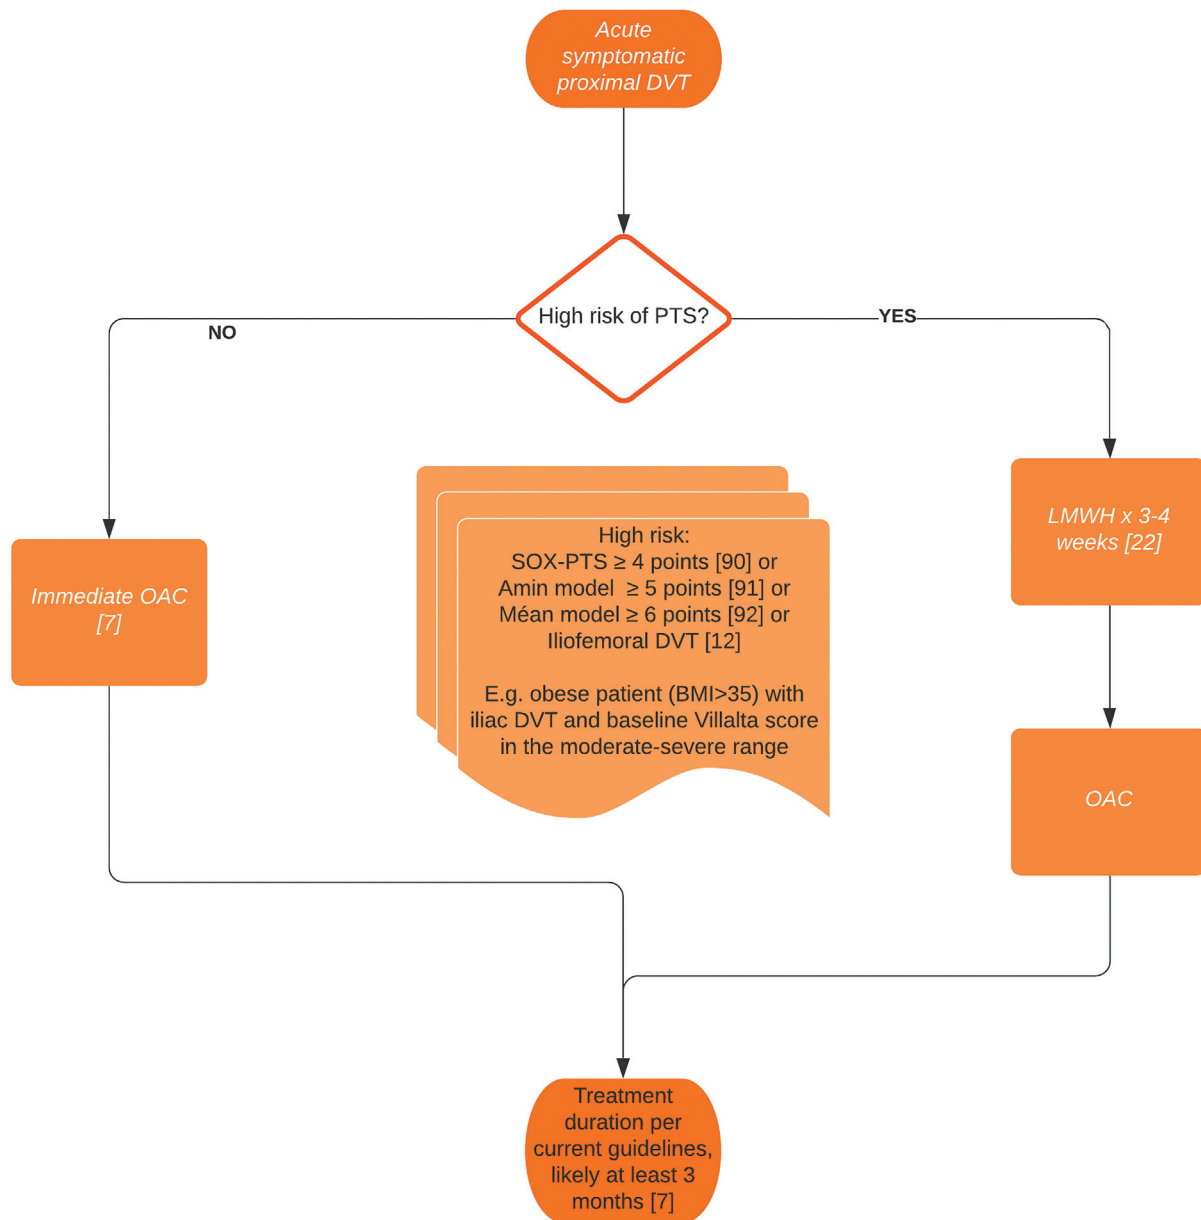 Acute
symptomatic
proximal DVT
High risk of PTS?
NO
YES
LMWH x 3-4
weeks [22]
Immediate OAC
[7]
High risk:
SOX-PTS ≥ 4 points [90] or
Amin model  ≥ 5 points [91] or
Méan model ≥ 6 points [92] or
Iliofemoral DVT [12]
E.g. obese patient (BMI>35) with
iliac DVT and baseline Villalta score
in the moderate-severe range
OAC
Treatment
duration per
current guidelines,
likely at least 3
months [7]